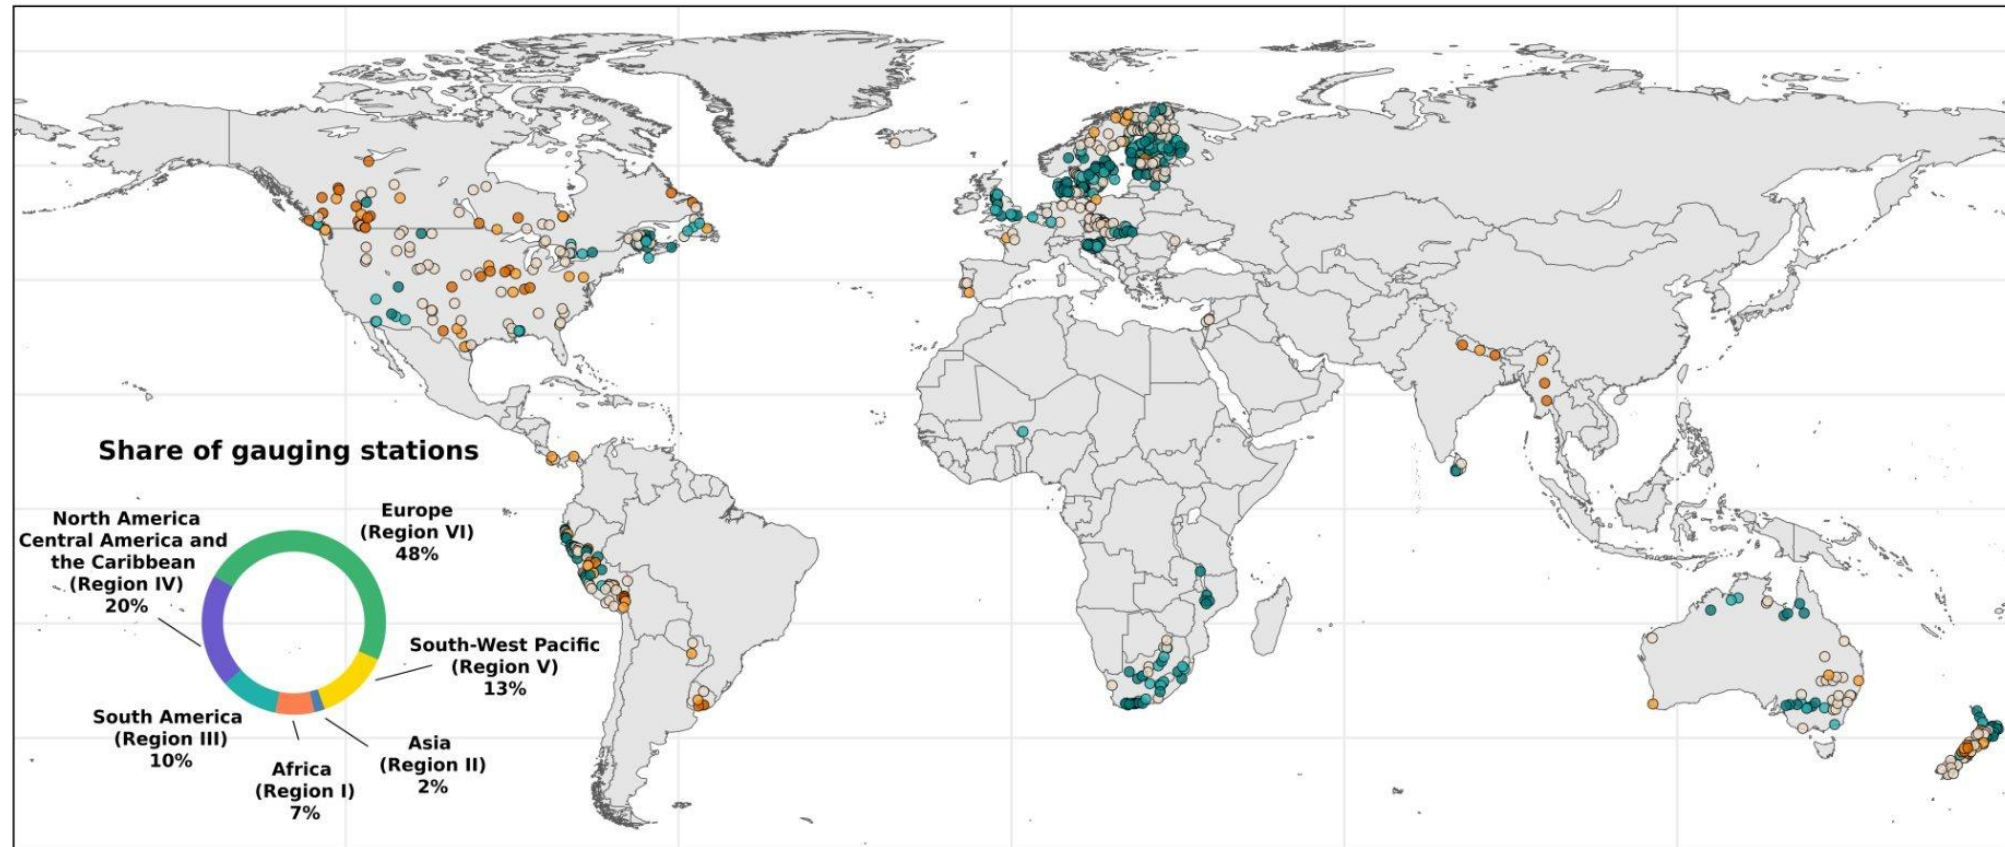 Share of gauging stations
North America
Central America and
the Caribbean
(Region IV)
20%
Europe
(Region VI)
48%
South-West Pacific
(Region V)
13%
South America
(Region III)
10%
Africa
(Region I)
7%
Asia
(Region II)
2%